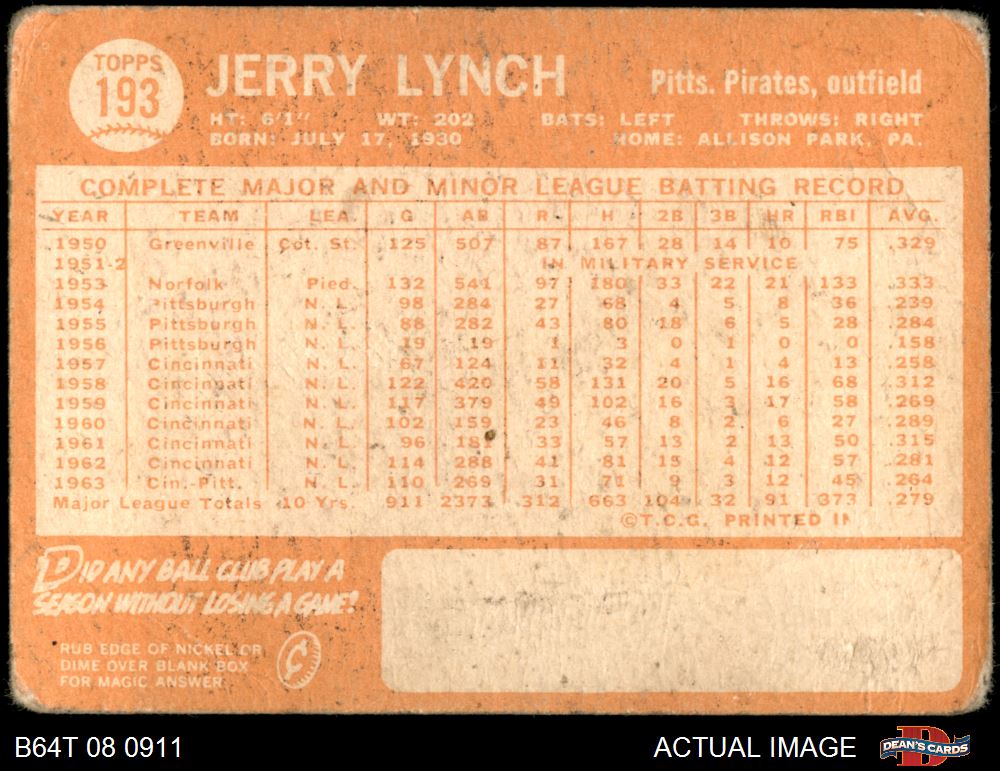 TOPPS
193
JERRY LYNCH
Pitts. Pirates, outfield
HT: 6'1" WT: 202 BATS: LEFT THROWS: RIGHT
BORN: JULY 17, 1930 HOME: ALLISON PARK, PA.
COMPLETE MAJOR AND MINOR LEAGUE BATTING RECORD
YEAR TEAM LEA. G AB R H 2B 3B HR RBI AVG.
1950 Greenville Cot. St. 125 507 87 167 28 14 10 75 .329
1951-2 IN MILITARY SERVICE
1953 Norfolk Pied. 132 541 97 180 33 22 21 133 .333
1954 Pittsburgh N. L. 98 284 27 68 4 5 8 36 .239
1955 Pittsburgh N. L. 88 282 43 80 18 6 5 28 .284
1956 Pittsburgh N. L. 19 19 1 3 0 1 0 0 .158
1957 Cincinnati N. L. 67 124 11 32 4 1 4 13 .258
1958 Cincinnati N. L. 122 420 58 131 20 5 16 68 .312
1959 Cincinnati N. L. 117 379 49 102 16 3 17 58 .269
1960 Cincinnati N. L. 102 159 23 46 8 2 6 27 .289
1961 Cincinnati N. L. 96 181 33 57 13 2 13 50 .315
1962 Cincinnati N. L. 114 288 41 81 15 4 12 57 .281
1963 Cin.-Pitt. N. L. 110 269 31 71 9 3 12 45 .264
Major League Totals 10 Yrs. 911 2373 312 663 104 32 91 373 .279
©T.C.G. PRINTED IN
DID ANY BALL CLUB PLAY A
SEASON WITHOUT LOSING A GAME?
RUB EDGE OF NICKEL OR
DIME OVER BLANK BOX
FOR MAGIC ANSWER
B64T 08 0911
ACTUAL IMAGE
DEAN'S CARDS